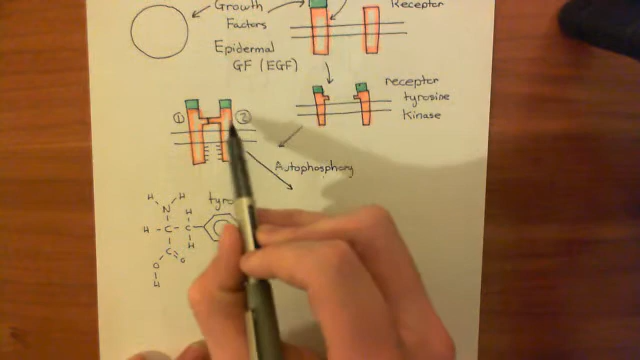 Growth
Factors
Receptor
Epidermal
GF (EGF)
receptor
tyrosine
Kinase
① ②
Autophosphory
tyro
H H
N H
H - C - C
H
C
O O
H